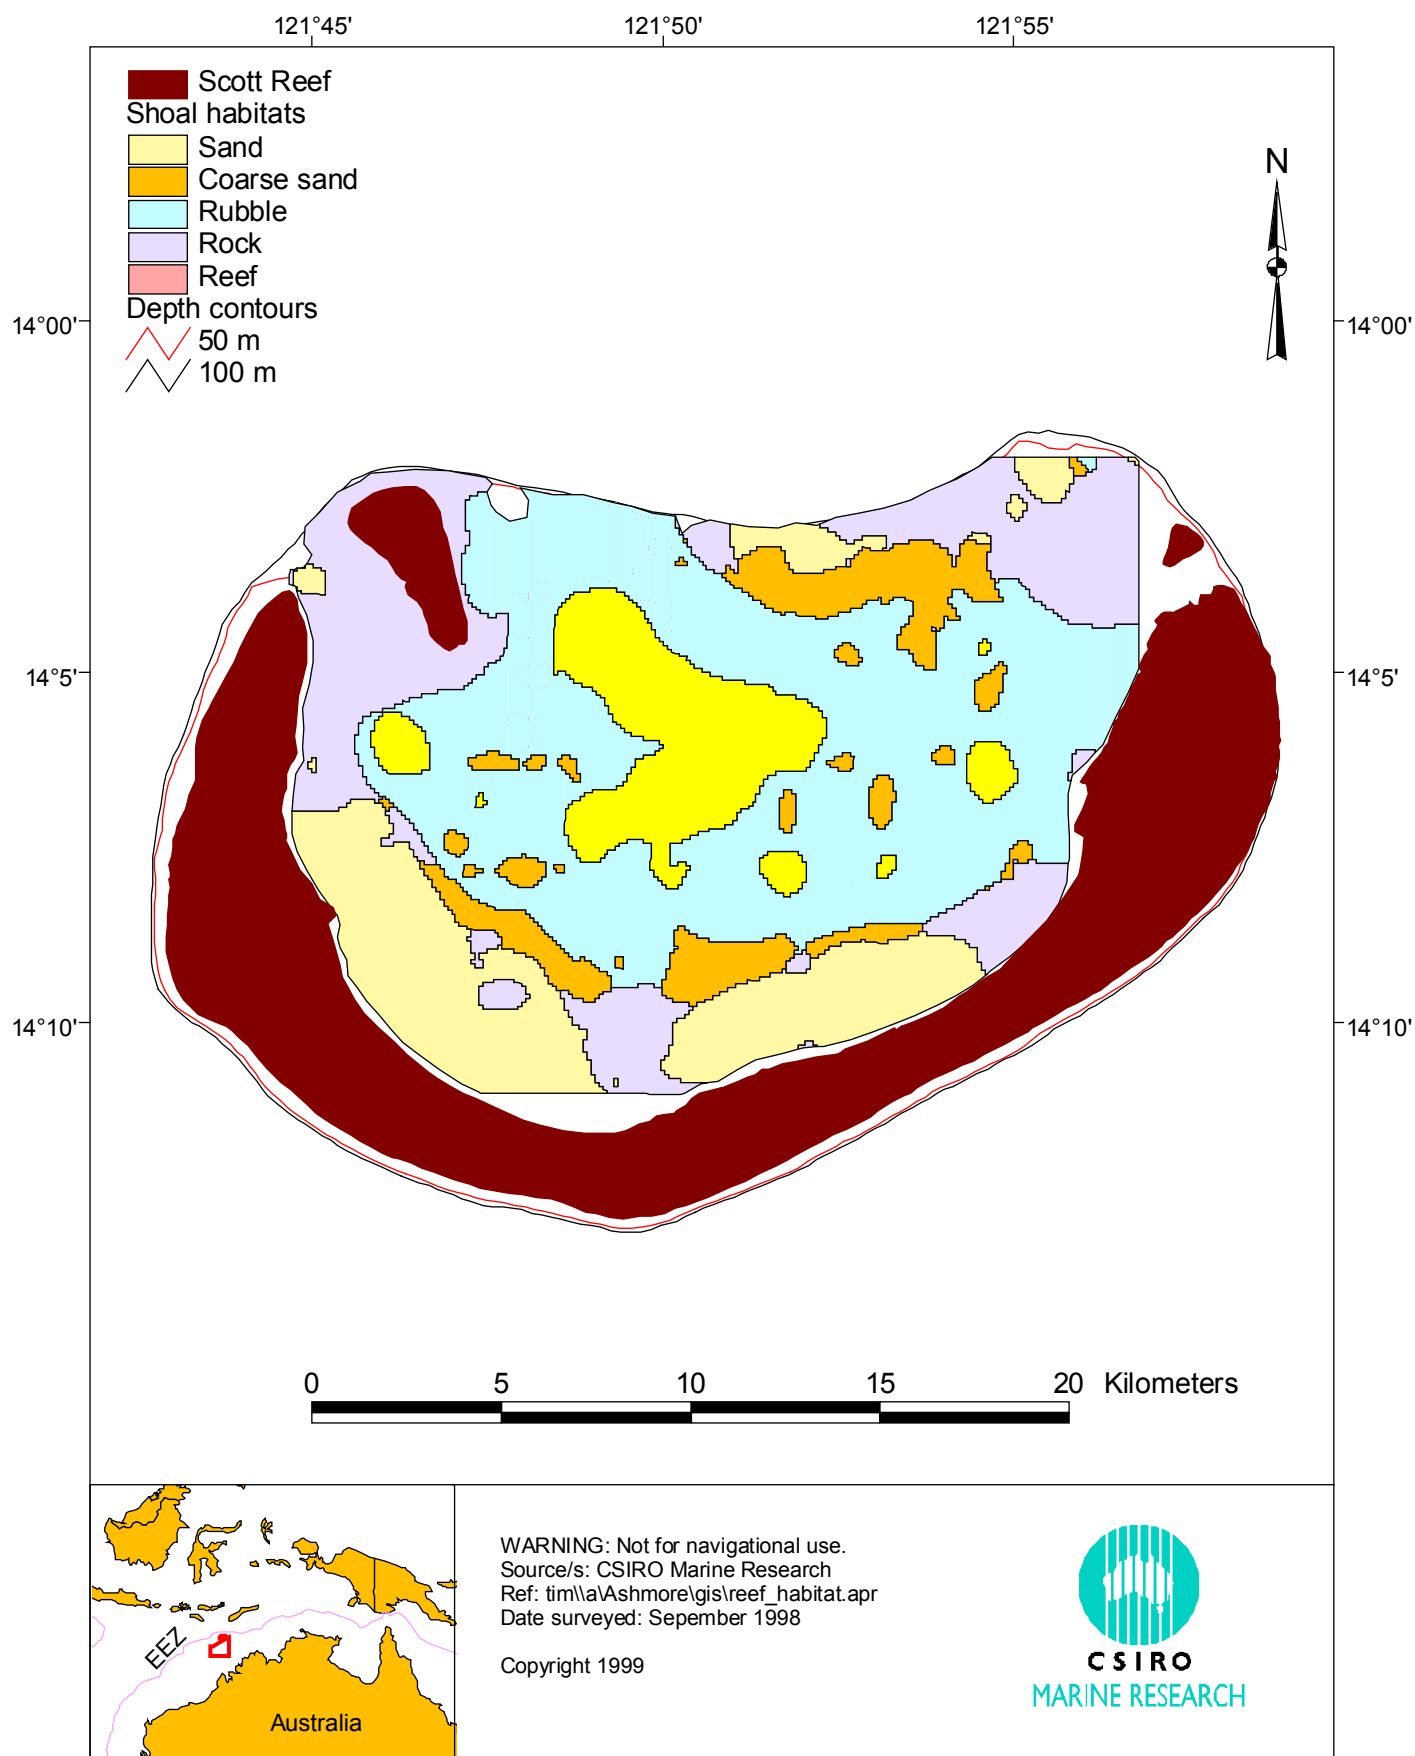 121°45' 121°50' 121°55'
Scott Reef
Shoal habitats
Sand
Coarse sand
Rubble
Rock
Reef
Depth contours
50 m
100 m
N
14°00' 14°00'
14°5' 14°5'
14°10' 14°10'
0 5 10 15 20 Kilometers
EEZ
Australia
WARNING: Not for navigational use.
Source/s: CSIRO Marine Research
Ref: tim\\a\Ashmore\gis\reef_habitat.apr
Date surveyed: Sepember 1998
Copyright 1999
CSIRO
MARINE RESEARCH